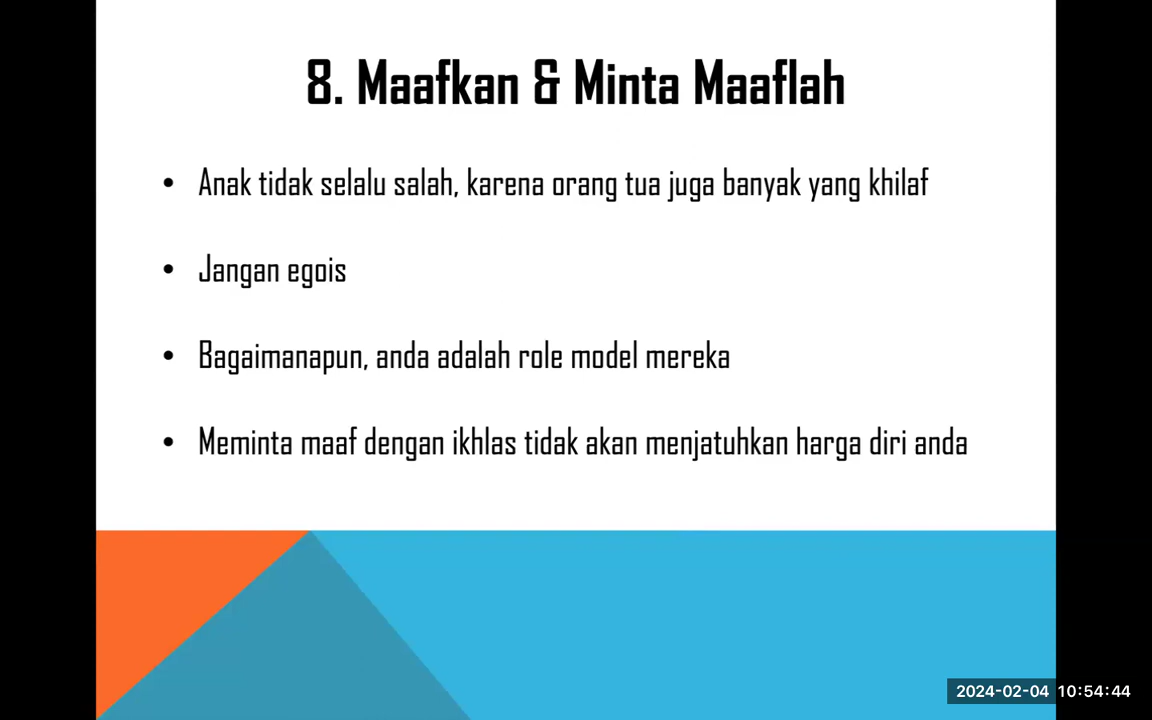 8. Maafkan & Minta Maaflah
• Anak tidak selalu salah, karena orang tua juga banyak yang khilaf
• Jangan egois
• Bagaimanapun, anda adalah role model mereka
• Meminta maaf dengan ikhlas tidak akan menjatuhkan harga diri anda
2024-02-04 10:54:44